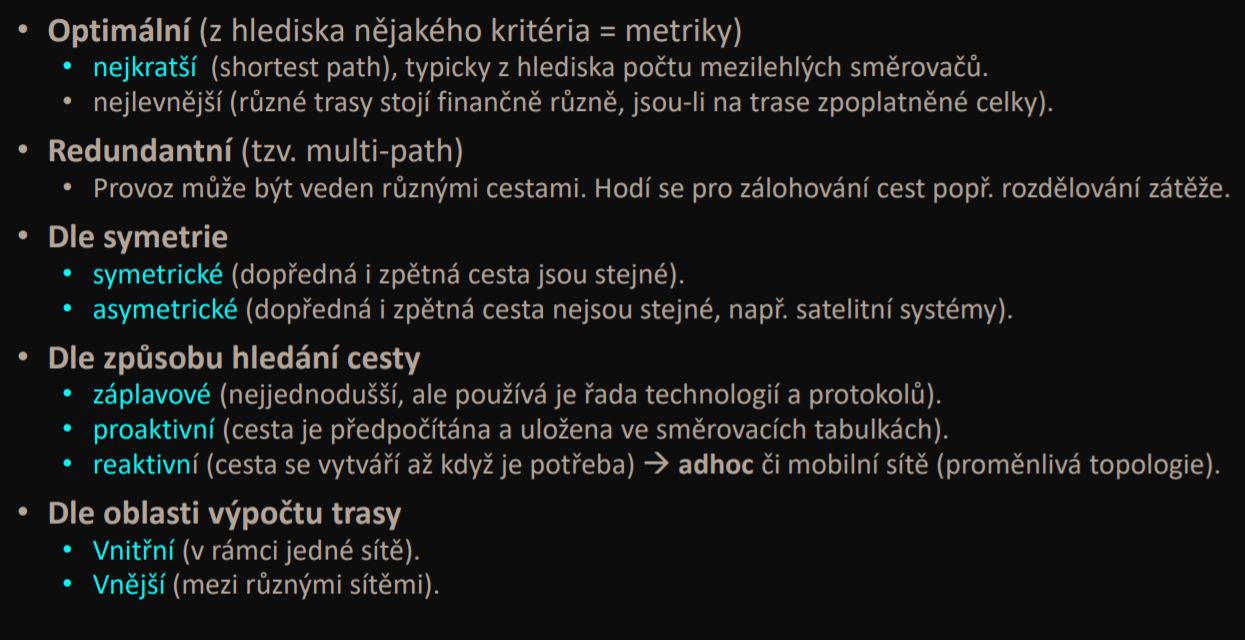 • Optimální (z hlediska nějakého kritéria = metriky)
• nejkratší (shortest path), typicky z hlediska počtu mezilehlých směrovačů.
• nejlevnější (různé trasy stojí finančně různě, jsou-li na trase zpoplatněné celky).
• Redundantní (tzv. multi-path)
• Provoz může být veden různými cestami. Hodí se pro zálohování cest popř. rozdělování zátěže.
• Dle symetrie
• symetrické (dopředná i zpětná cesta jsou stejné).
• asymetrické (dopředná i zpětná cesta nejsou stejné, např. satelitní systémy).
• Dle způsobu hledání cesty
• záplavové (nejjednodušší, ale používá je řada technologií a protokolů).
• proaktivní (cesta je předpočítána a uložena ve směrovacích tabulkách).
• reaktivní (cesta se vytváří až když je potřeba) → adhoc či mobilní sítě (proměnlivá topologie).
• Dle oblasti výpočtu trasy
• Vnitřní (v rámci jedné sítě).
• Vnější (mezi různými sítěmi).